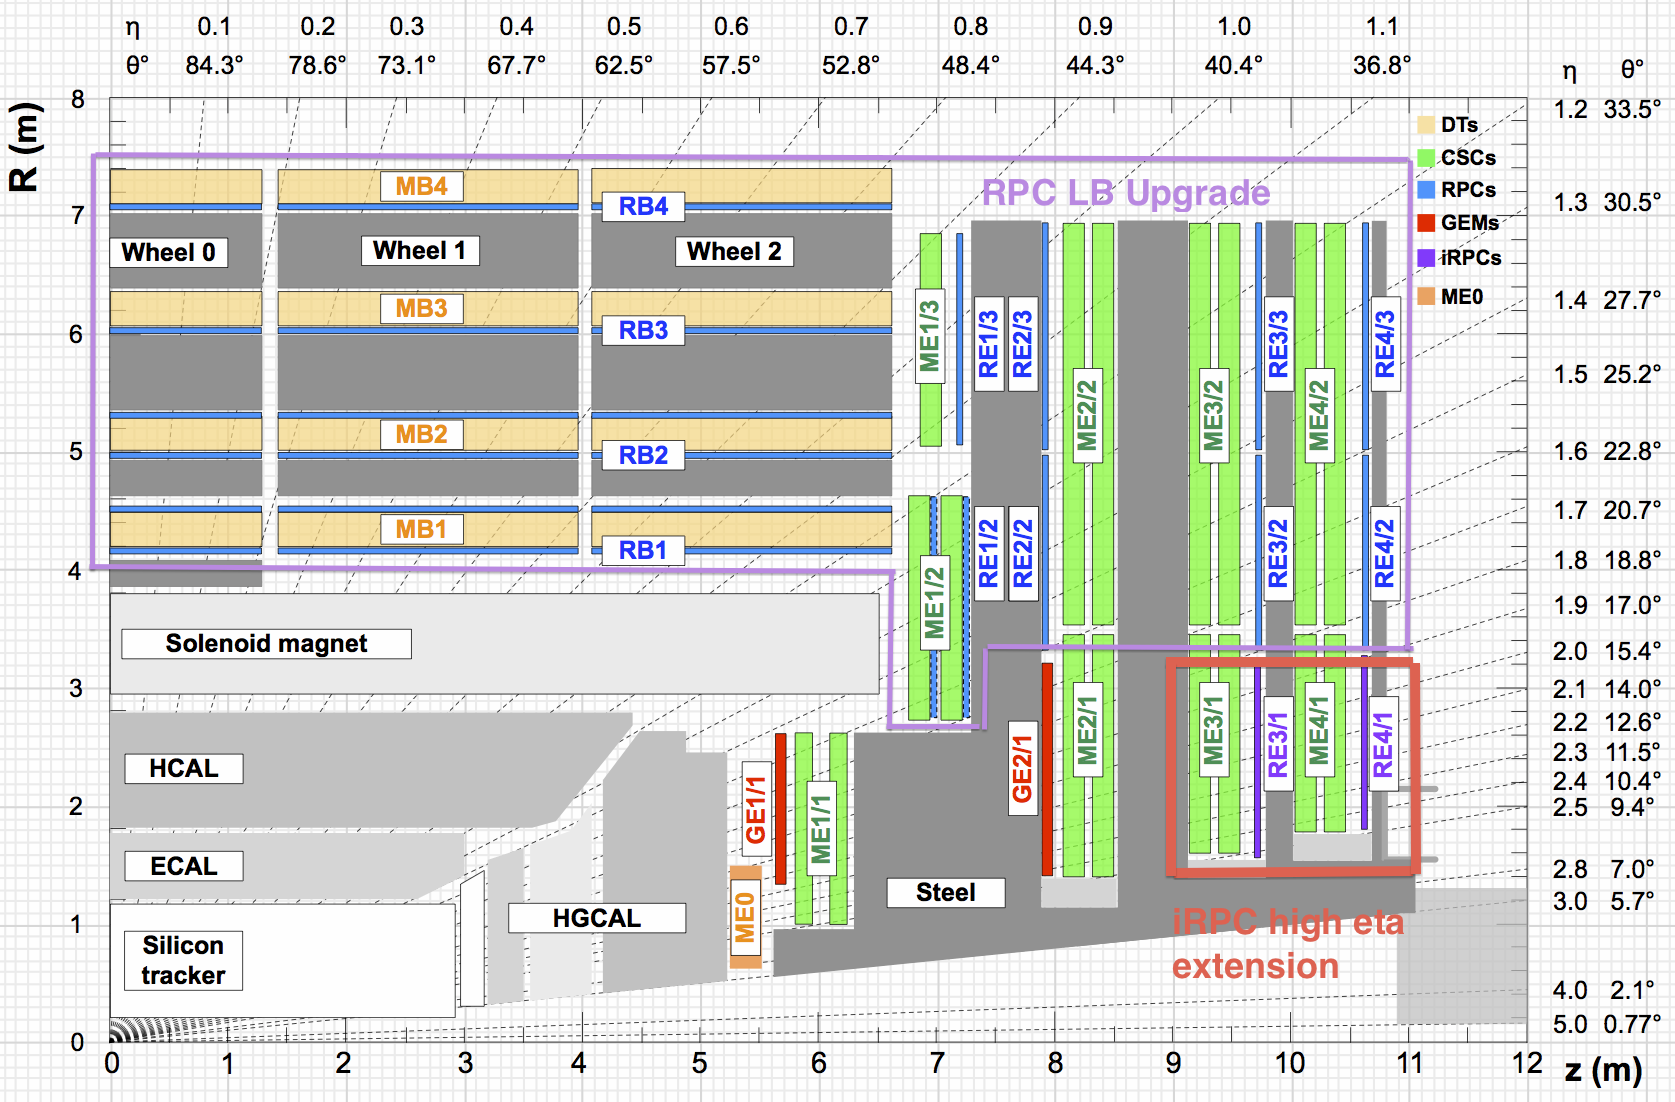 η 0.1 0.2 0.3 0.4 0.5 0.6 0.7 0.8 0.9 1.0 1.1
θ° 84.3° 78.6° 73.1° 67.7° 62.5° 57.5° 52.8° 48.4° 44.3° 40.4° 36.8°
η θ°
1.2 33.5°
1.3 30.5°
1.4 27.7°
1.5 25.2°
1.6 22.8°
1.7 20.7°
1.8 18.8°
1.9 17.0°
2.0 15.4°
2.1 14.0°
2.2 12.6°
2.3 11.5°
2.4 10.4°
2.5 9.4°
2.8 7.0°
3.0 5.7°
4.0 2.1°
5.0 0.77°
R (m)
8
7
6
5
4
3
2
1
0
DTs
CSCs
RPCs
GEMs
iRPCs
ME0
RPC LB Upgrade
MB4
RB4
Wheel 0
Wheel 1
Wheel 2
MB3
RB3
MB2
RB2
MB1
RB1
ME1/3
RE1/3
RE2/3
ME2/2
ME3/2
RE3/3
ME4/2
RE4/3
ME1/2
RE1/2
RE2/2
RE3/2
RE4/2
Solenoid magnet
HCAL
ECAL
Silicon
tracker
HGCAL
ME0
GE1/1
ME1/1
Steel
GE2/1
ME2/1
ME3/1
RE3/1
ME4/1
RE4/1
iRPC high eta
extension
0 1 2 3 4 5 6 7 8 9 10 11 12
z (m)